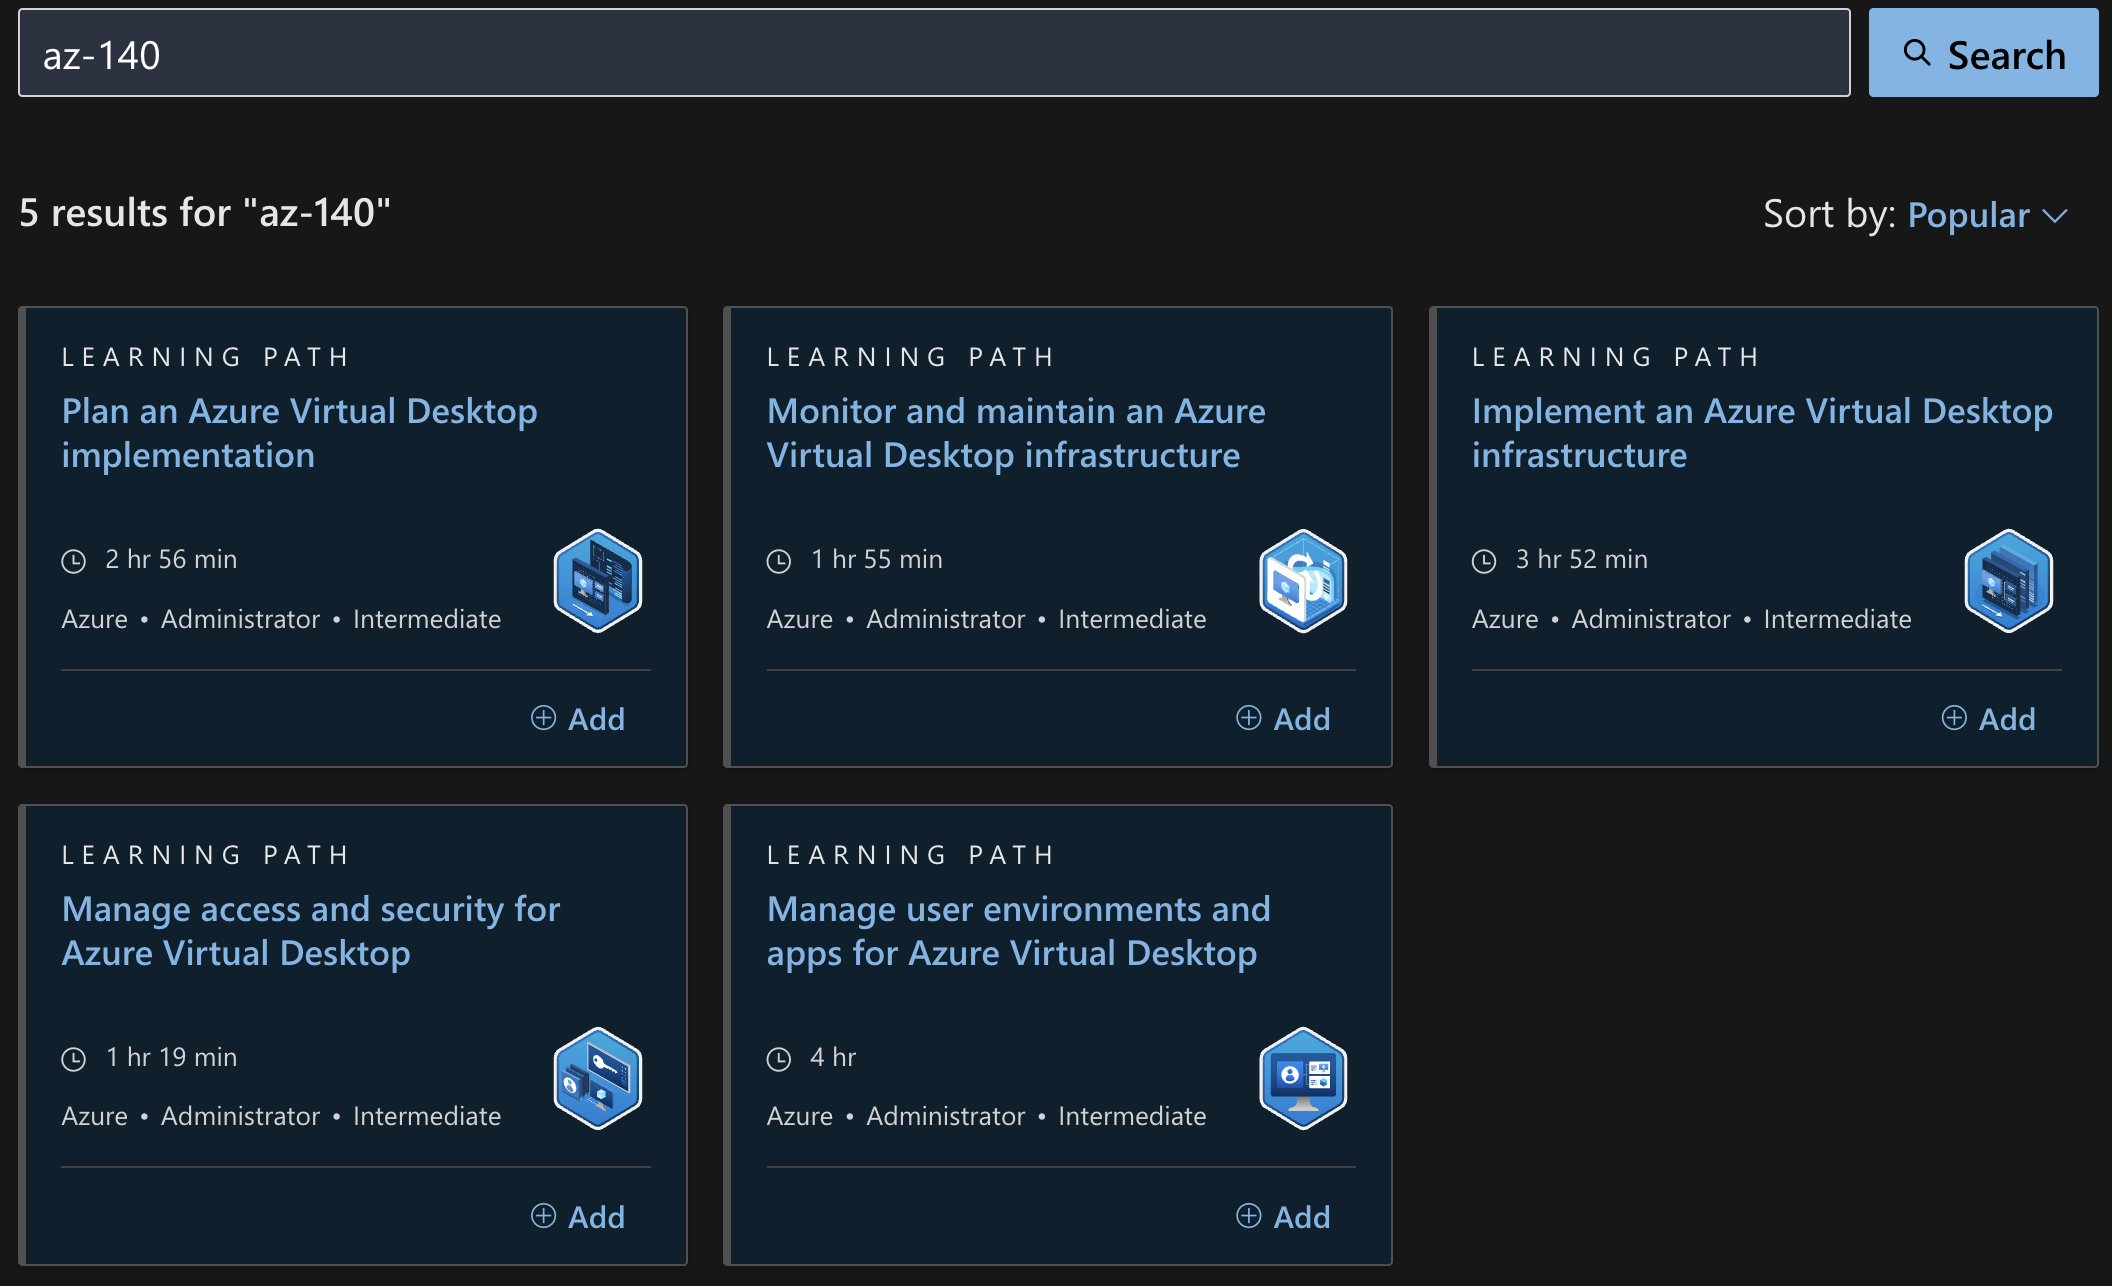 az-140
Search
5 results for "az-140"
Sort by: Popular
LEARNING PATH
Plan an Azure Virtual Desktop
implementation
2 hr 56 min
Azure • Administrator • Intermediate
Add
LEARNING PATH
Monitor and maintain an Azure
Virtual Desktop infrastructure
1 hr 55 min
Azure • Administrator • Intermediate
Add
LEARNING PATH
Implement an Azure Virtual Desktop
infrastructure
3 hr 52 min
Azure • Administrator • Intermediate
Add
LEARNING PATH
Manage access and security for
Azure Virtual Desktop
1 hr 19 min
Azure • Administrator • Intermediate
Add
LEARNING PATH
Manage user environments and
apps for Azure Virtual Desktop
4 hr
Azure • Administrator • Intermediate
Add